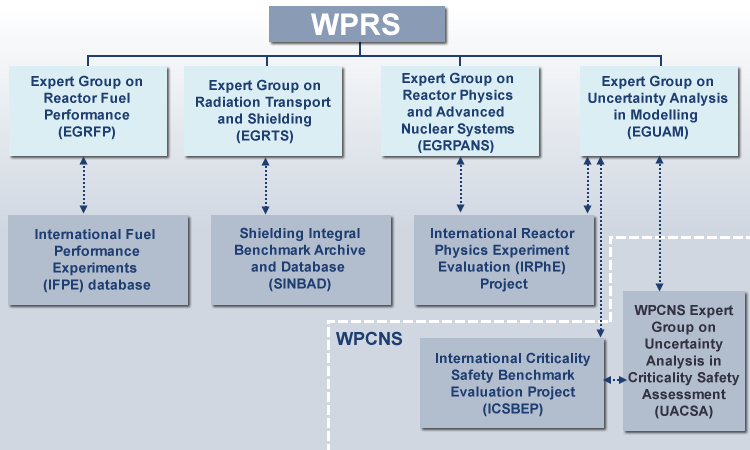 WPRS
Expert Group on
Reactor Fuel
Performance
(EGRFP)
Expert Group on
Radiation Transport
and Shielding
(EGRTS)
Expert Group on
Reactor Physics
and Advanced
Nuclear Systems
(EGRPANS)
Expert Group on
Uncertainty Analysis
in Modelling
(EGUAM)
International Fuel
Performance
Experiments
(IFPE) database
Shielding Integral
Benchmark Archive
and Database
(SINBAD)
International Reactor
Physics Experiment
Evaluation (IRPhE)
Project
WPCNS
International Criticality
Safety Benchmark
Evaluation Project
(ICSBEP)
WPCNS Expert
Group on
Uncertainty
Analysis in
Criticality Safety
Assessment
(UACSA)